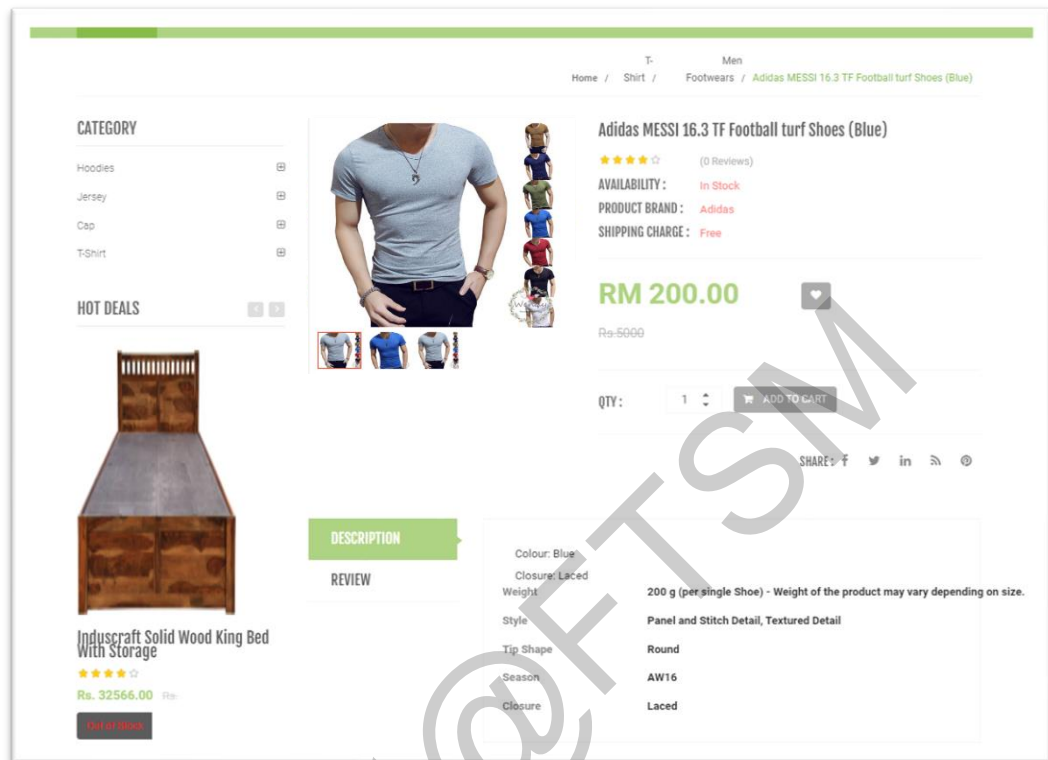 T- Men
Home / Shirt / Footwears / Adidas MESSI 16.3 TF Football turf Shoes (Blue)
CATEGORY
Hoodies
Jersey
Cap
T-Shirt
HOT DEALS
Induscraft Solid Wood King Bed
With Storage
Rs. 32566.00 Rs.
Out of Stock
Adidas MESSI 16.3 TF Football turf Shoes (Blue)
(0 Reviews)
AVAILABILITY : In Stock
PRODUCT BRAND : Adidas
SHIPPING CHARGE : Free
RM 200.00
Rs.5000
QTY : 1 ADD TO CART
SHARE :
DESCRIPTION
REVIEW
Colour: Blue
Closure: Laced
Weight 200 g (per single Shoe) - Weight of the product may vary depending on size.
Style Panel and Stitch Detail, Textured Detail
Tip Shape Round
Season AW16
Closure Laced
@FTSM